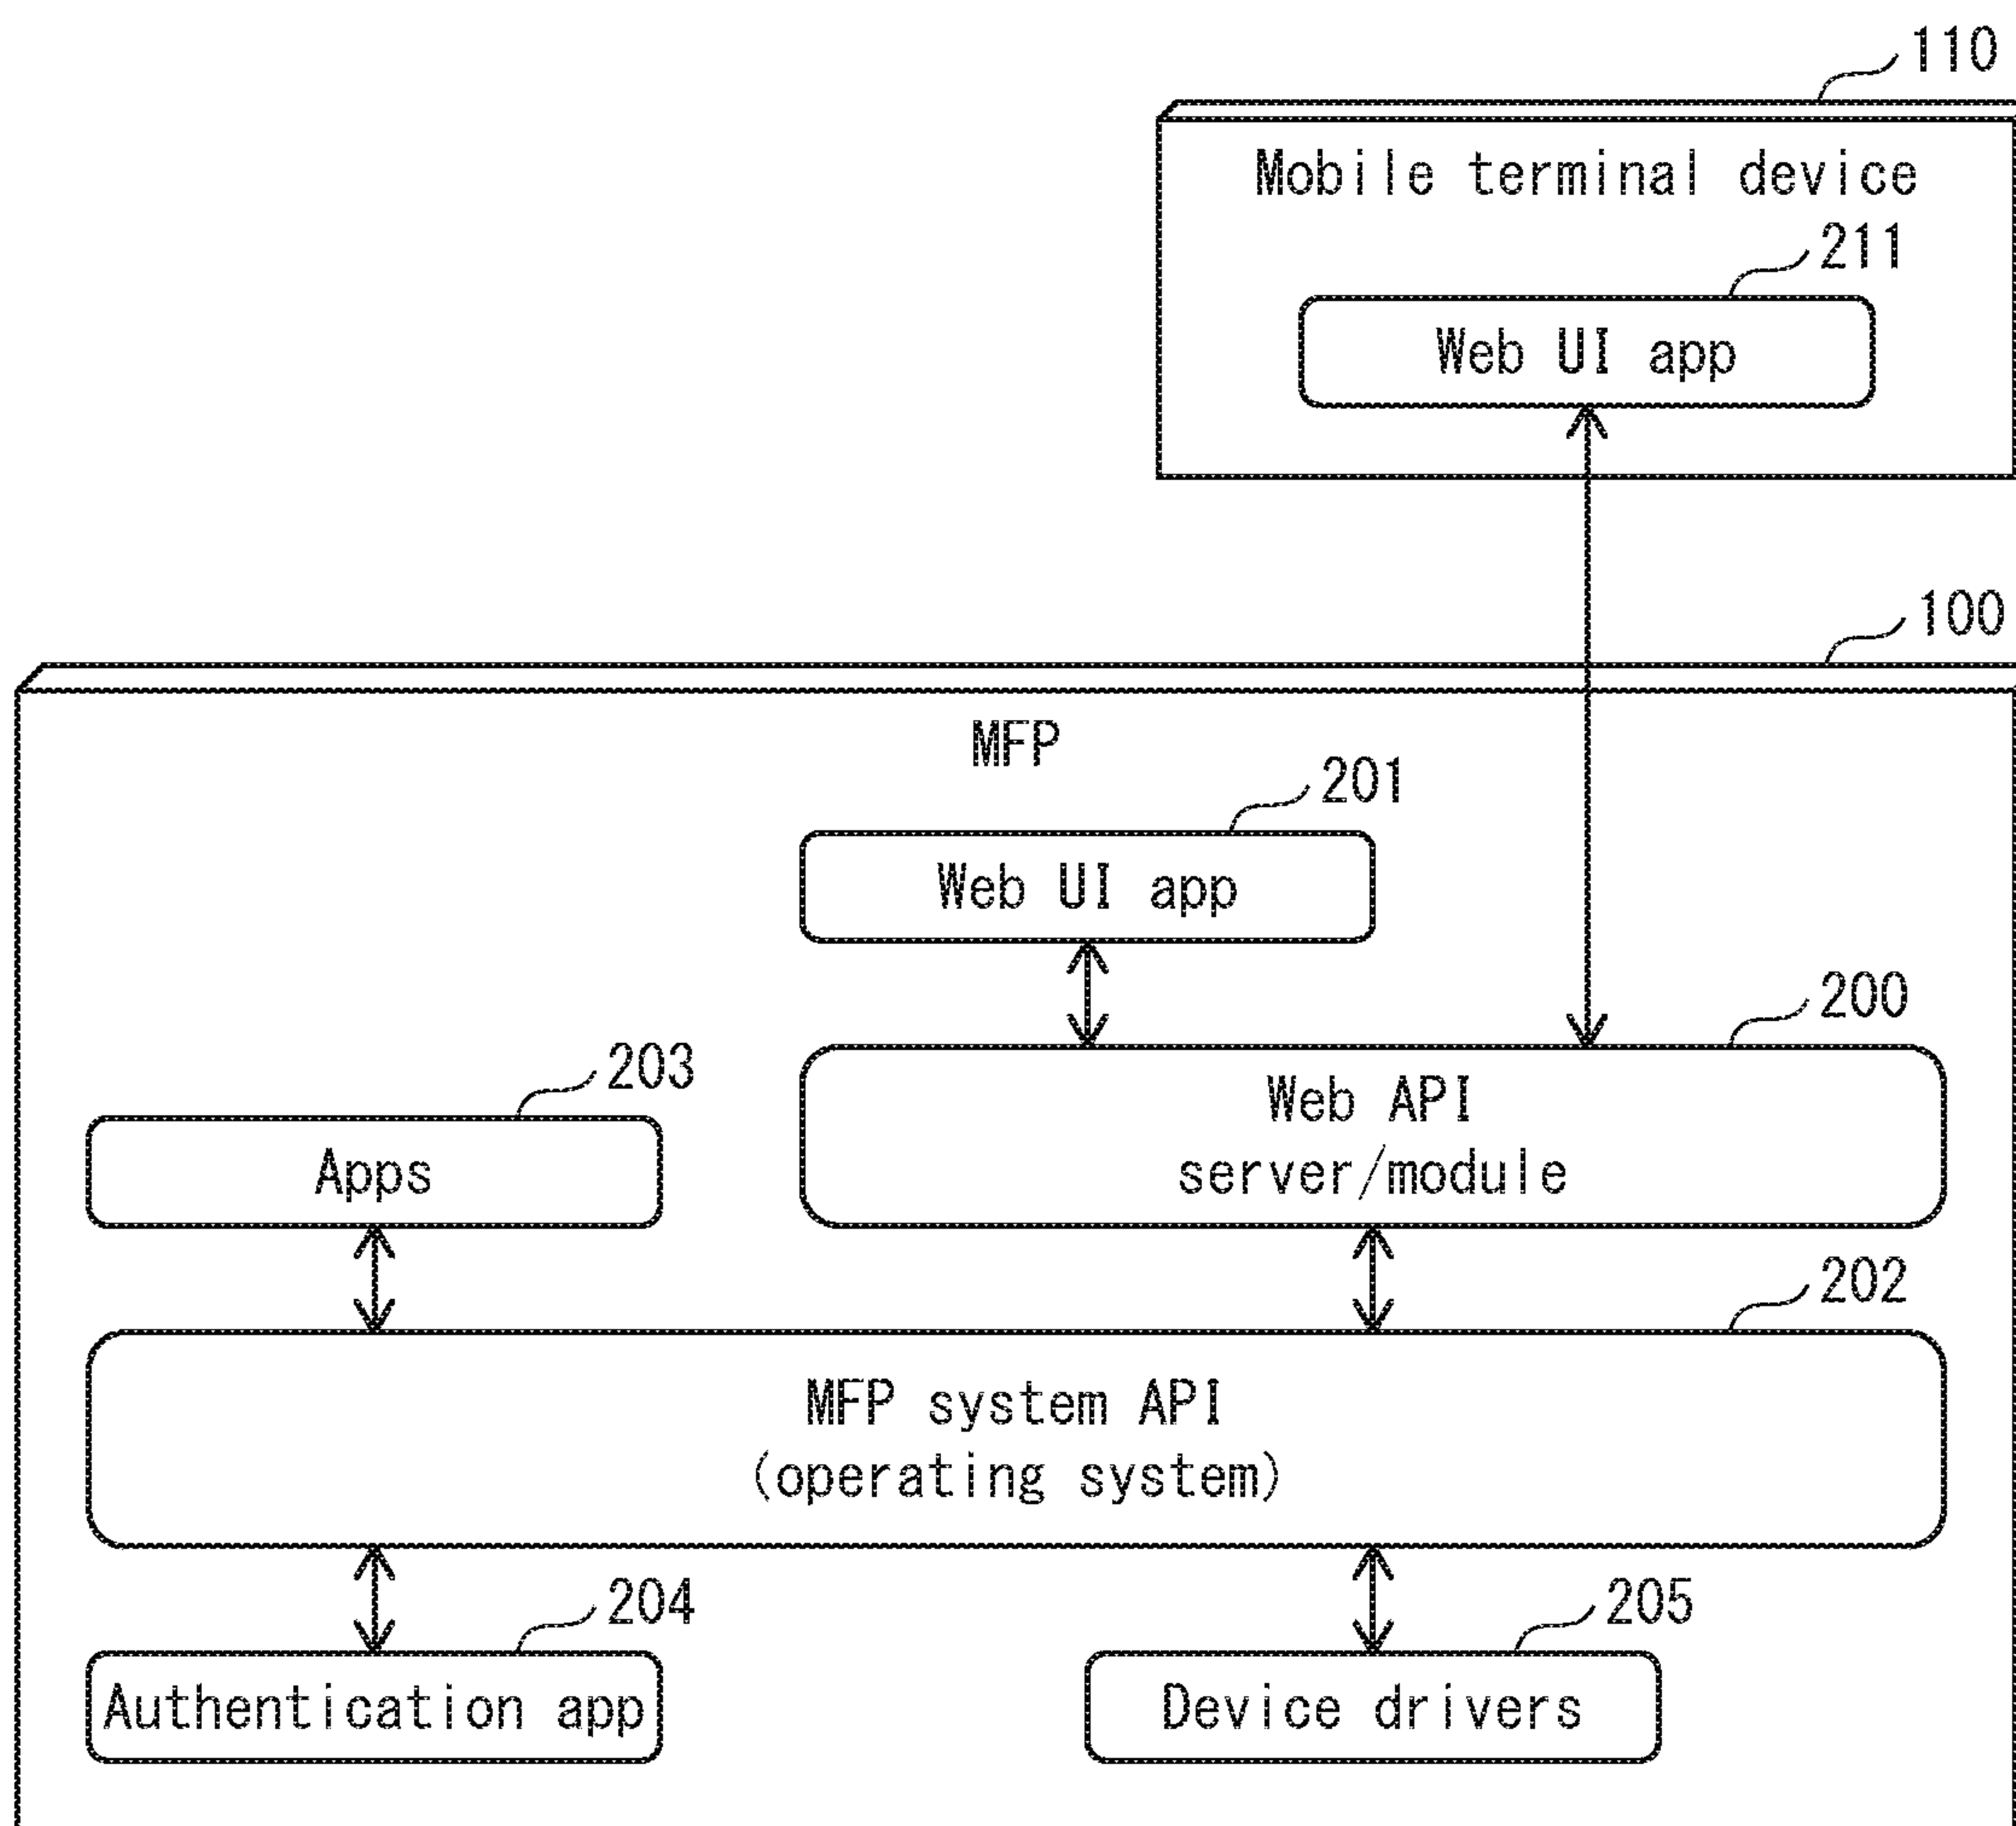 110
Mobile terminal device
211
Web UI app
100
MFP
201
Web UI app
200
203
Web API
server/module
Apps
202
MFP system API
(operating system)
204
205
Authentication app
Device drivers